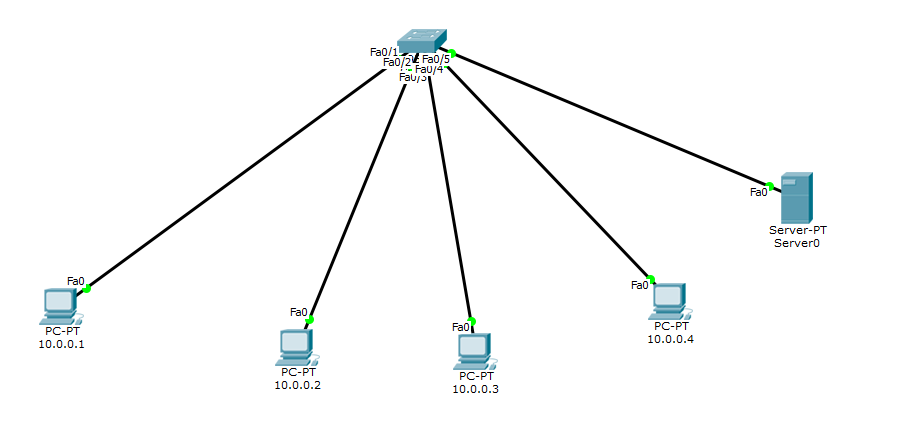 Fa0/1
Fa0/2
Fa0/3
Fa0/4
Fa0/5
Fa0
Server-PT
Server0
Fa0
PC-PT
10.0.0.1
Fa0
PC-PT
10.0.0.2
Fa0
PC-PT
10.0.0.3
Fa0
PC-PT
10.0.0.4